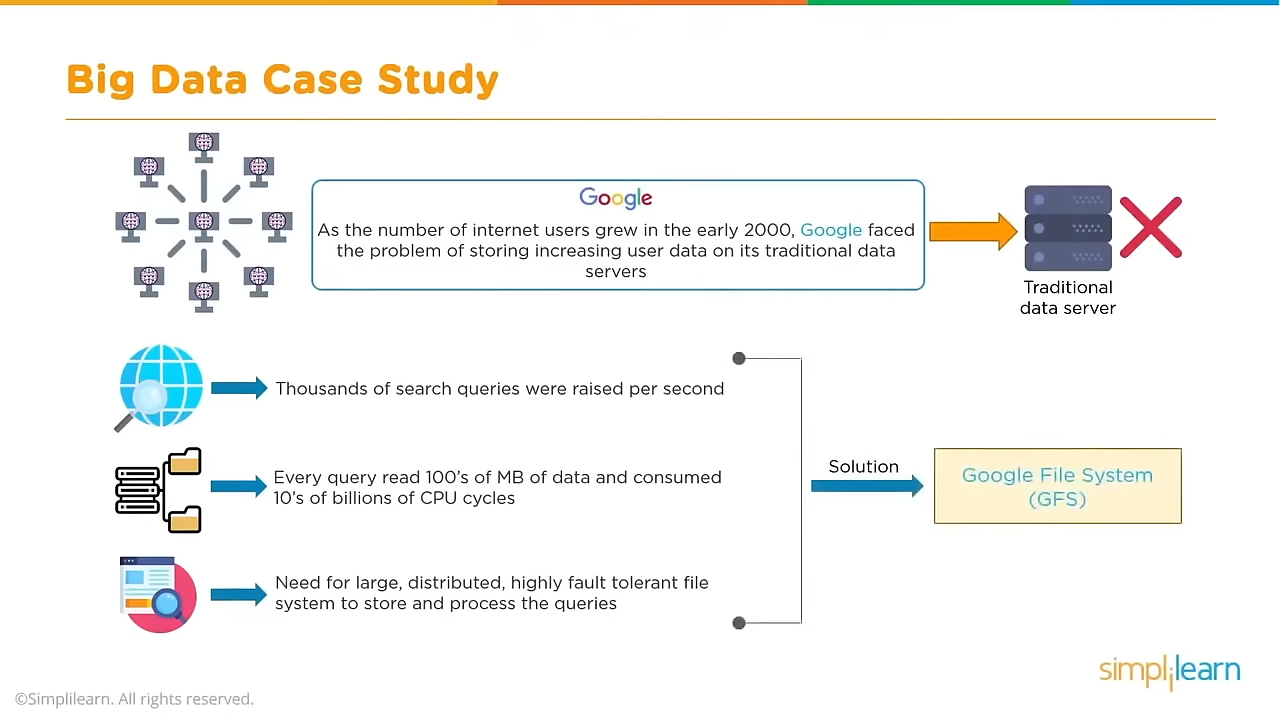 Big Data Case Study
Google
As the number of internet users grew in the early 2000, Google faced
the problem of storing increasing user data on its traditional data
servers
Traditional
data server
Thousands of search queries were raised per second
Every query read 100's of MB of data and consumed
10's of billions of CPU cycles
Need for large, distributed, highly fault tolerant file
system to store and process the queries
Solution
Google File System
(GFS)
simplilearn
©Simplilearn. All rights reserved.